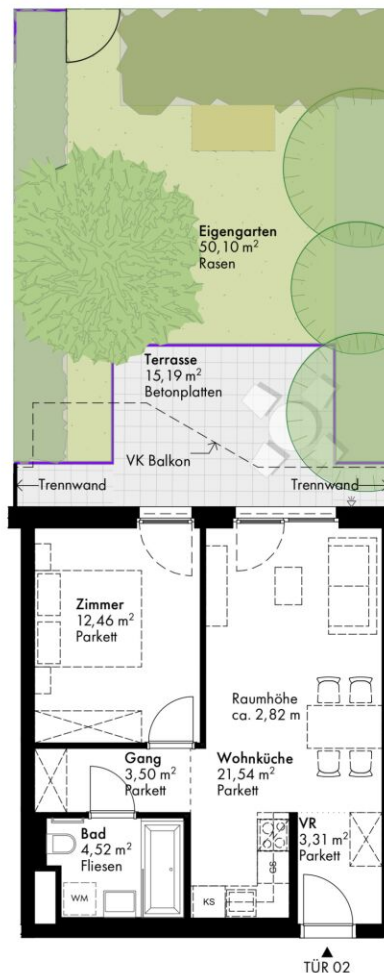 Eigengarten
50,10 m²
Rasen
Terrasse
15,19 m²
Betonplatten
VK Balkon
Trennwand
Trennwand
Zimmer
12,46 m²
Parkett
Raumhöhe
ca. 2,82 m
Gang
3,50 m²
Parkett
Wohnküche
21,54 m²
Parkett
Bad
4,52 m²
Fliesen
VR
3,31 m²
Parkett
WM
KS
GS
TÜR 02